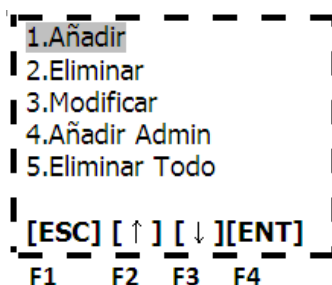 1.Añadir
2.Eliminar
3.Modificar
4.Añadir Admin
5.Eliminar Todo
[ESC] [ ↑ ] [ ↓ ][ENT]
F1 F2 F3 F4